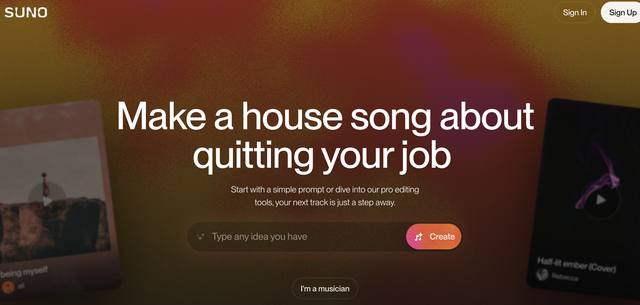 SUNO
Sign In
Sign Up
Make a house song about
quitting your job
Start with a simple prompt or dive into our pro editing
tools, your next track is just a step away.
Type any idea you have
Create
being myself
ali
Half-lit ember (Cover)
Rebecca
I'm a musician